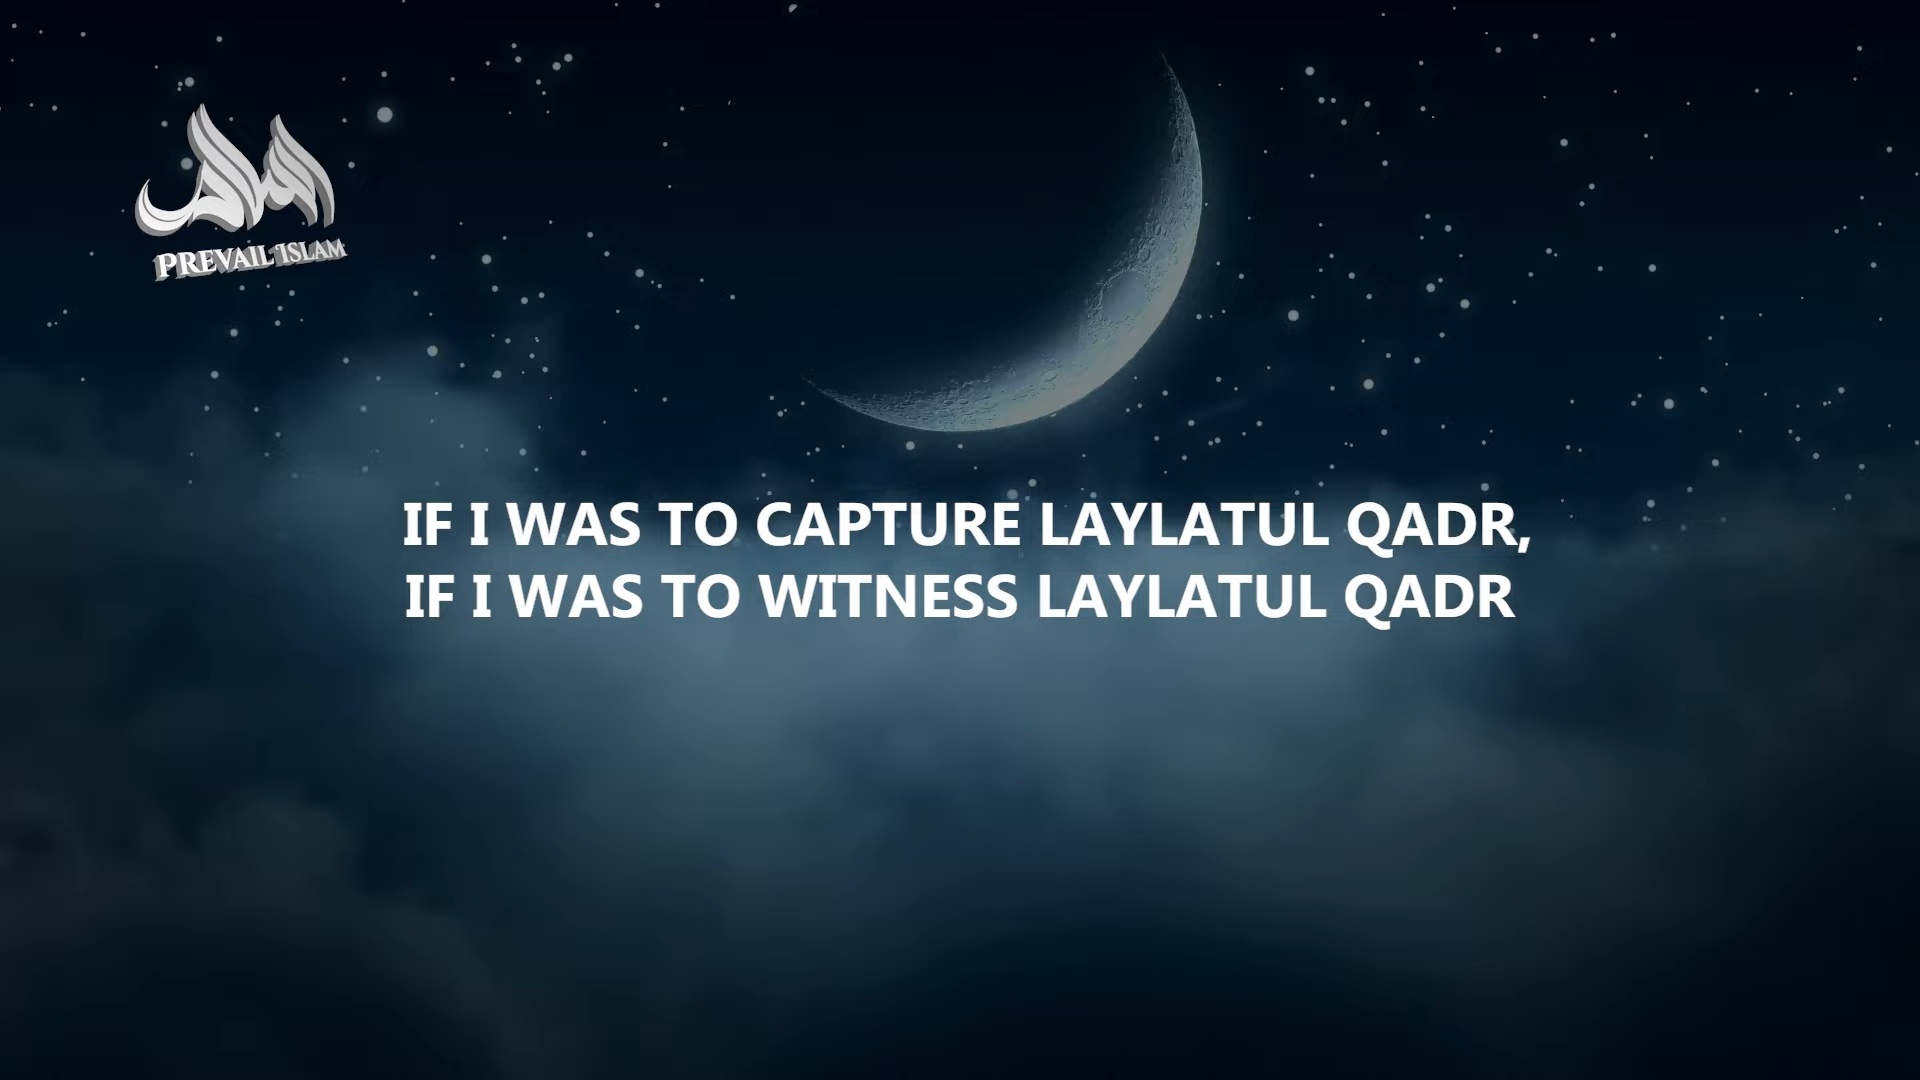 PREVAIL ISLAM
IF I WAS TO CAPTURE LAYLATUL QADR,
IF I WAS TO WITNESS LAYLATUL QADR